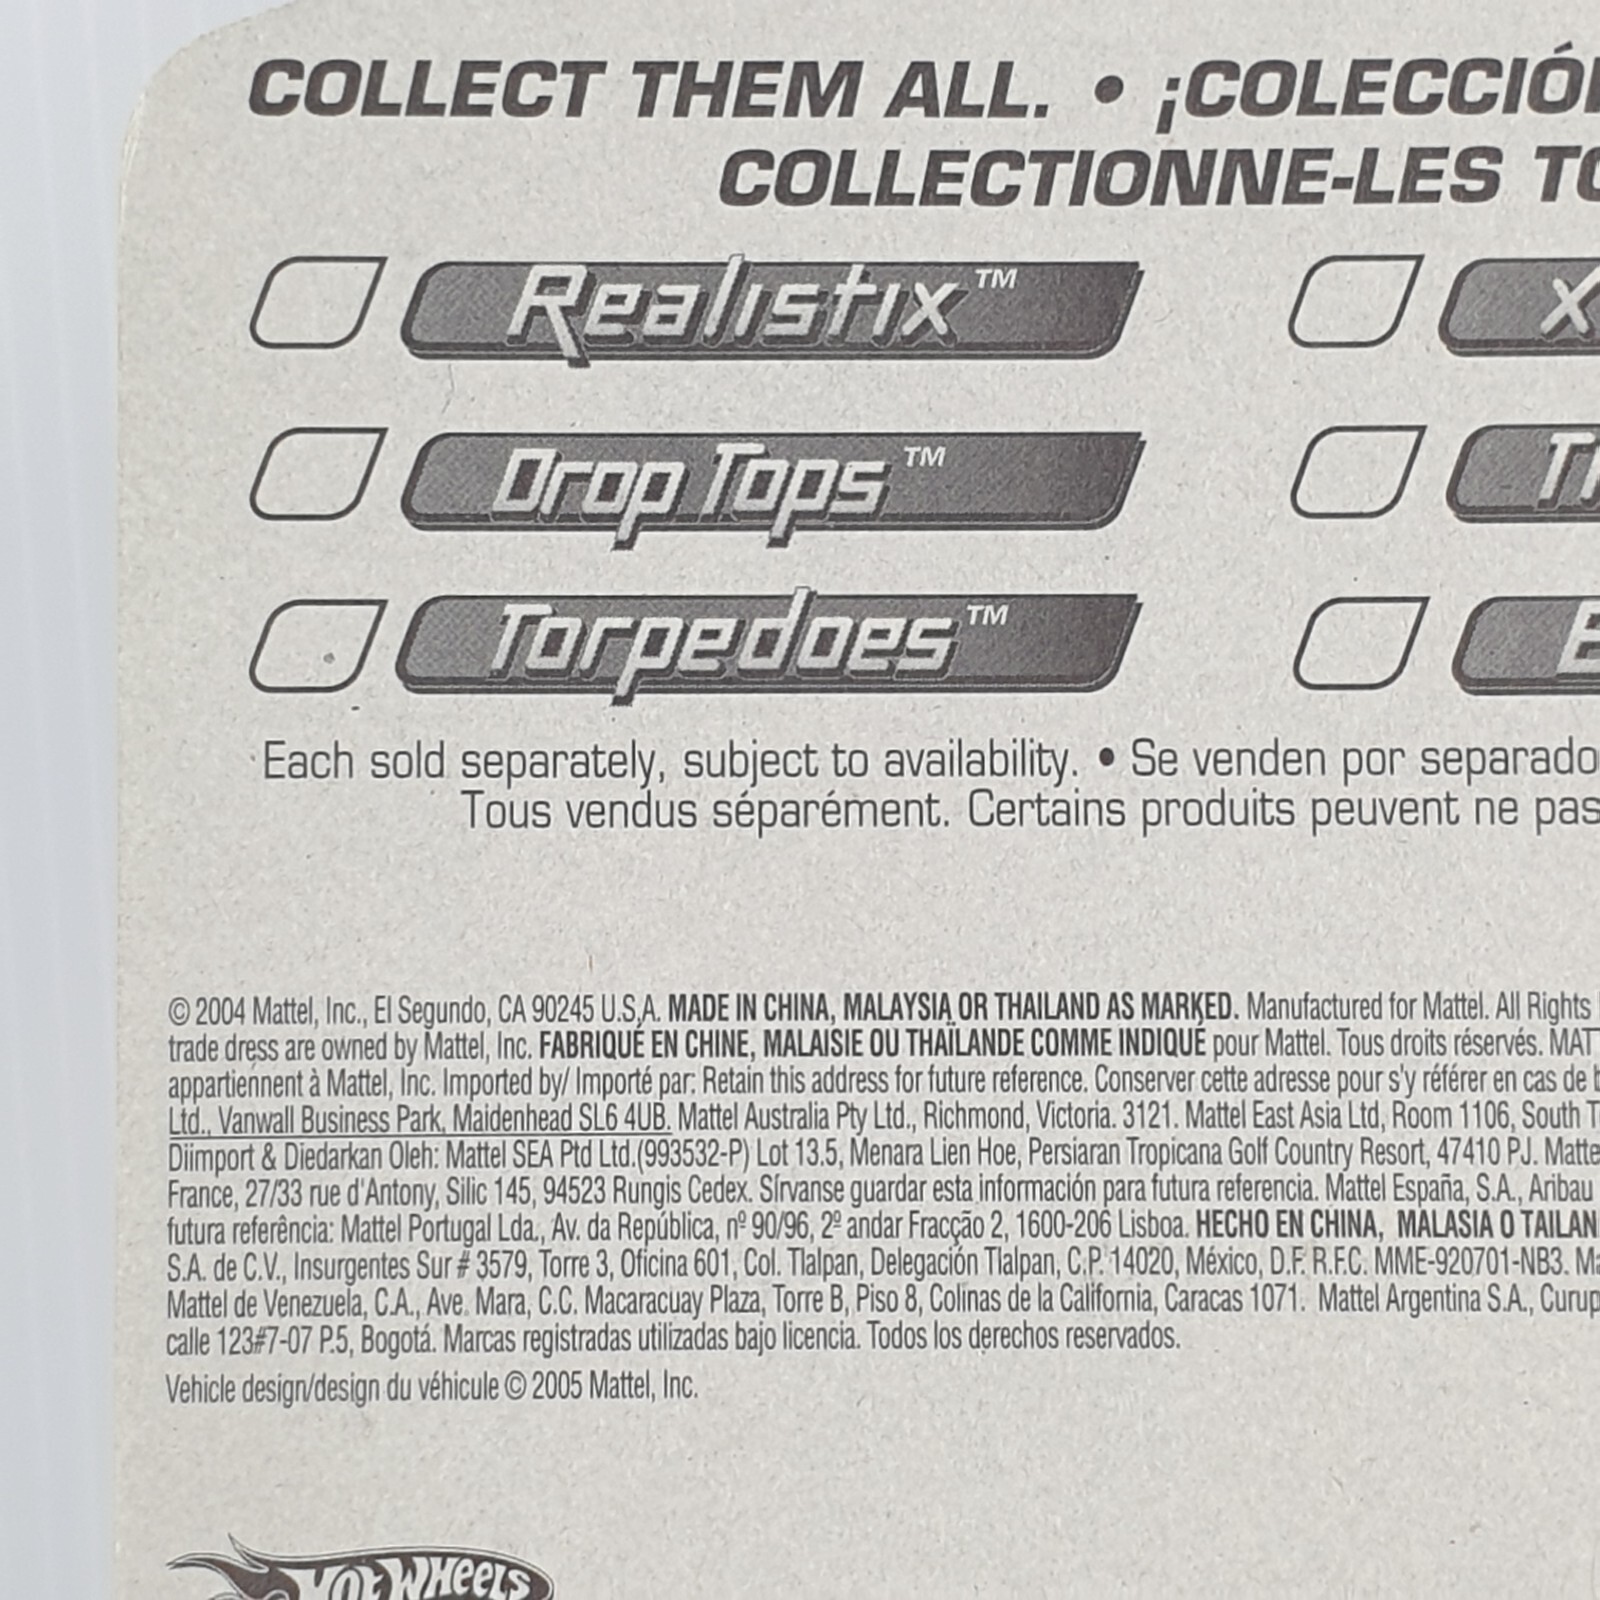 COLLECT THEM ALL. • ¡COLECCIÓ
COLLECTIONNE-LES
Realistix™
X
Drop Tops™
Torpedoes™
Each sold separately, subject to availability. • Se venden por separado
Tous vendus séparément. Certains produits peuvent ne pas
© 2004 Mattel, Inc., El Segundo, CA 90245 U.S.A. MADE IN CHINA, MALAYSIA OR THAILAND AS MARKED. Manufactured for Mattel. All Rights
trade dress are owned by Mattel, Inc. FABRIQUÉ EN CHINE, MALAISIE OU THAÏLANDE COMME INDIQUÉ pour Mattel. Tous droits réservés. MAT
appartiennent à Mattel, Inc. Imported by/ Importé par: Retain this address for future reference. Conserver cette adresse pour s'y référer en cas de b
Ltd., Vanwall Business Park, Maidenhead SL6 4UB. Mattel Australia Pty Ltd., Richmond, Victoria. 3121. Mattel East Asia Ltd, Room 1106, South T
Diimport & Diedarkan Oleh: Mattel SEA Ptd Ltd.(993532-P) Lot 13.5, Menara Lien Hoe, Persiaran Tropicana Golf Country Resort, 47410 PJ. Matte
France, 27/33 rue d'Antony, Silic 145, 94523 Rungis Cedex. Sírvanse guardar esta información para futura referencia. Mattel España, S.A., Aribau
futura referência: Mattel Portugal Lda., Av. da República, nº 90/96, 2º andar Fracção 2, 1600-206 Lisboa. HECHO EN CHINA, MALASIA O TAILAN
S.A. de C.V., Insurgentes Sur # 3579, Torre 3, Oficina 601, Col. Tlalpan, Delegación Tlalpan, C.P. 14020, México, D.F. R.F.C. MME-920701-NB3. Ma
Mattel de Venezuela, C.A., Ave. Mara, C.C. Macaracuay Plaza, Torre B, Piso 8, Colinas de la California, Caracas 1071. Mattel Argentina S.A., Curup
calle 123#7-07 P.5, Bogotá. Marcas registradas utilizadas bajo licencia. Todos los derechos reservados.
Vehicle design/design du véhicule © 2005 Mattel, Inc.
HOT WHEELS